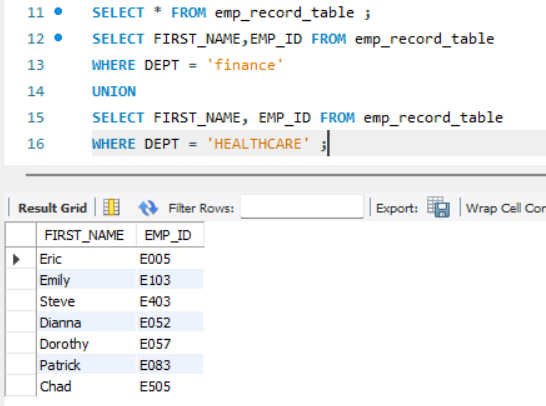 11 SELECT * FROM emp_record_table ;
12 SELECT FIRST_NAME,EMP_ID FROM emp_record_table
13 WHERE DEPT = 'finance'
14 UNION
15 SELECT FIRST_NAME, EMP_ID FROM emp_record_table
16 WHERE DEPT = 'HEALTHCARE' ;
Result Grid Filter Rows: Export: Wrap Cell Con
FIRST_NAME EMP_ID
Eric E005
Emily E103
Steve E403
Dianna E052
Dorothy E057
Patrick E083
Chad E505